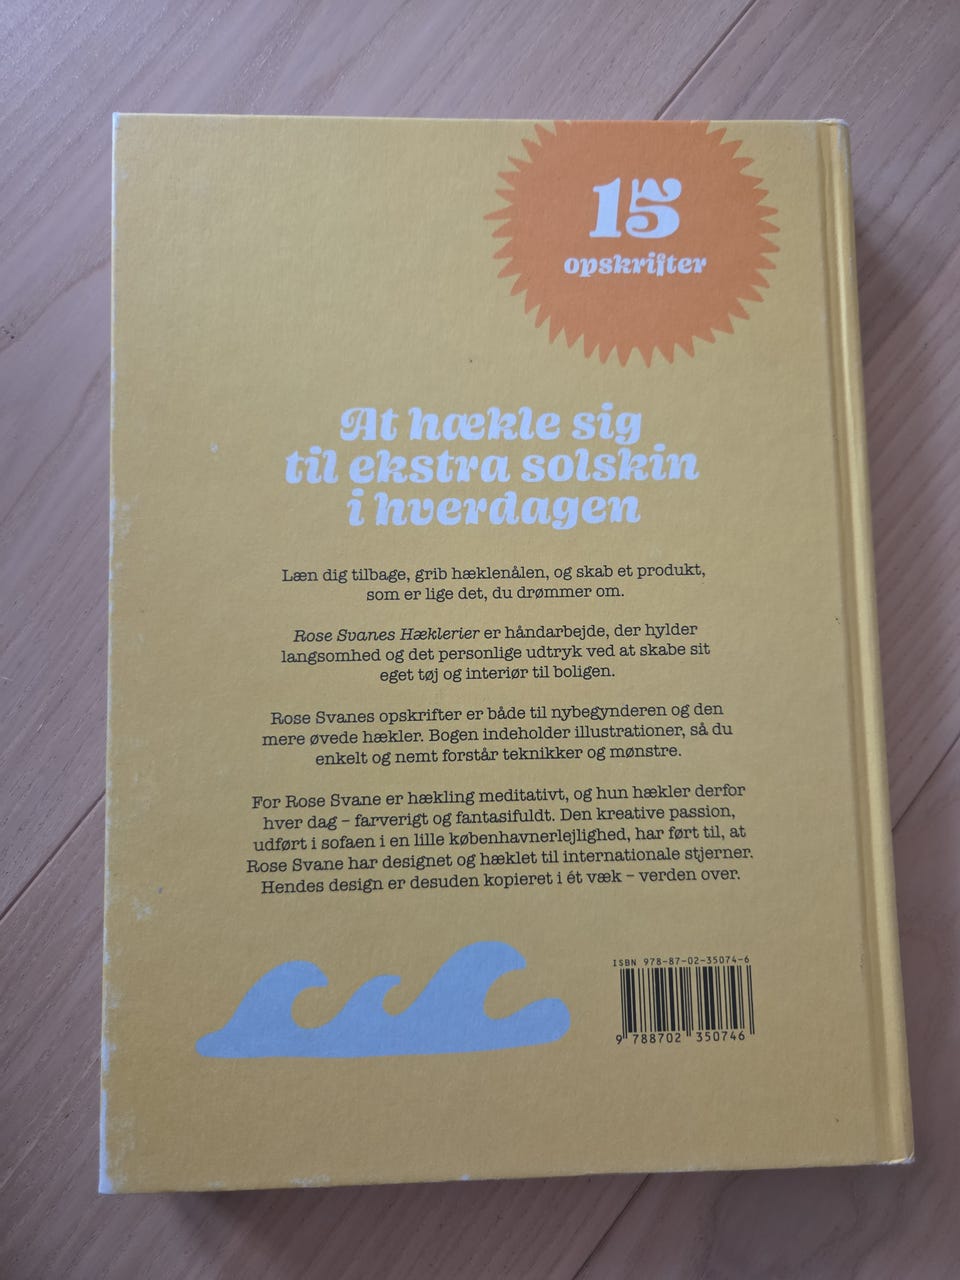 15
opskrifter
At hækle sig
til ekstra solskin
i hverdagen
Læn dig tilbage, grib hæklenålen, og skab et produkt,
som er lige det, du drømmer om.
Rose Svanes Hæklerier er håndarbejde, der hylder
langsomhed og det personlige udtryk ved at skabe sit
eget tøj og interiør til boligen.
Rose Svanes opskrifter er både til nybegynderen og den
mere øvede hækler. Bogen indeholder illustrationer, så du
enkelt og nemt forstår teknikker og mønstre.
For Rose Svane er hækling meditativt, og hun hækler derfor
hver dag – farverigt og fantasifuldt. Den kreative passion,
udført i sofaen i en lille københavnerlejlighed, har ført til, at
Rose Svane har designet og hæklet til internationale stjerner.
Hendes design er desuden kopieret i ét væk – verden over.
ISBN 978-87-02-35074-6
9 788702 350746